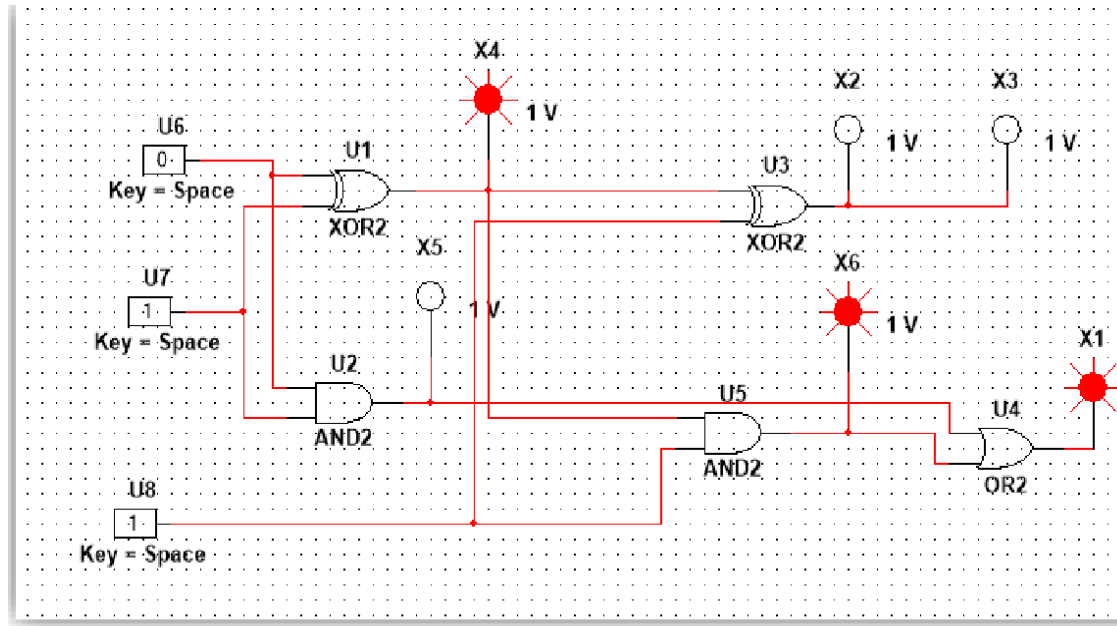 X4
1 V
X2
1 V
X3
1 V
U6
0
Key = Space
U1
XOR2
U3
XOR2
X5
1 V
U7
1
Key = Space
X6
1 V
U2
AND2
X1
U5
AND2
U4
OR2
U8
1
Key = Space